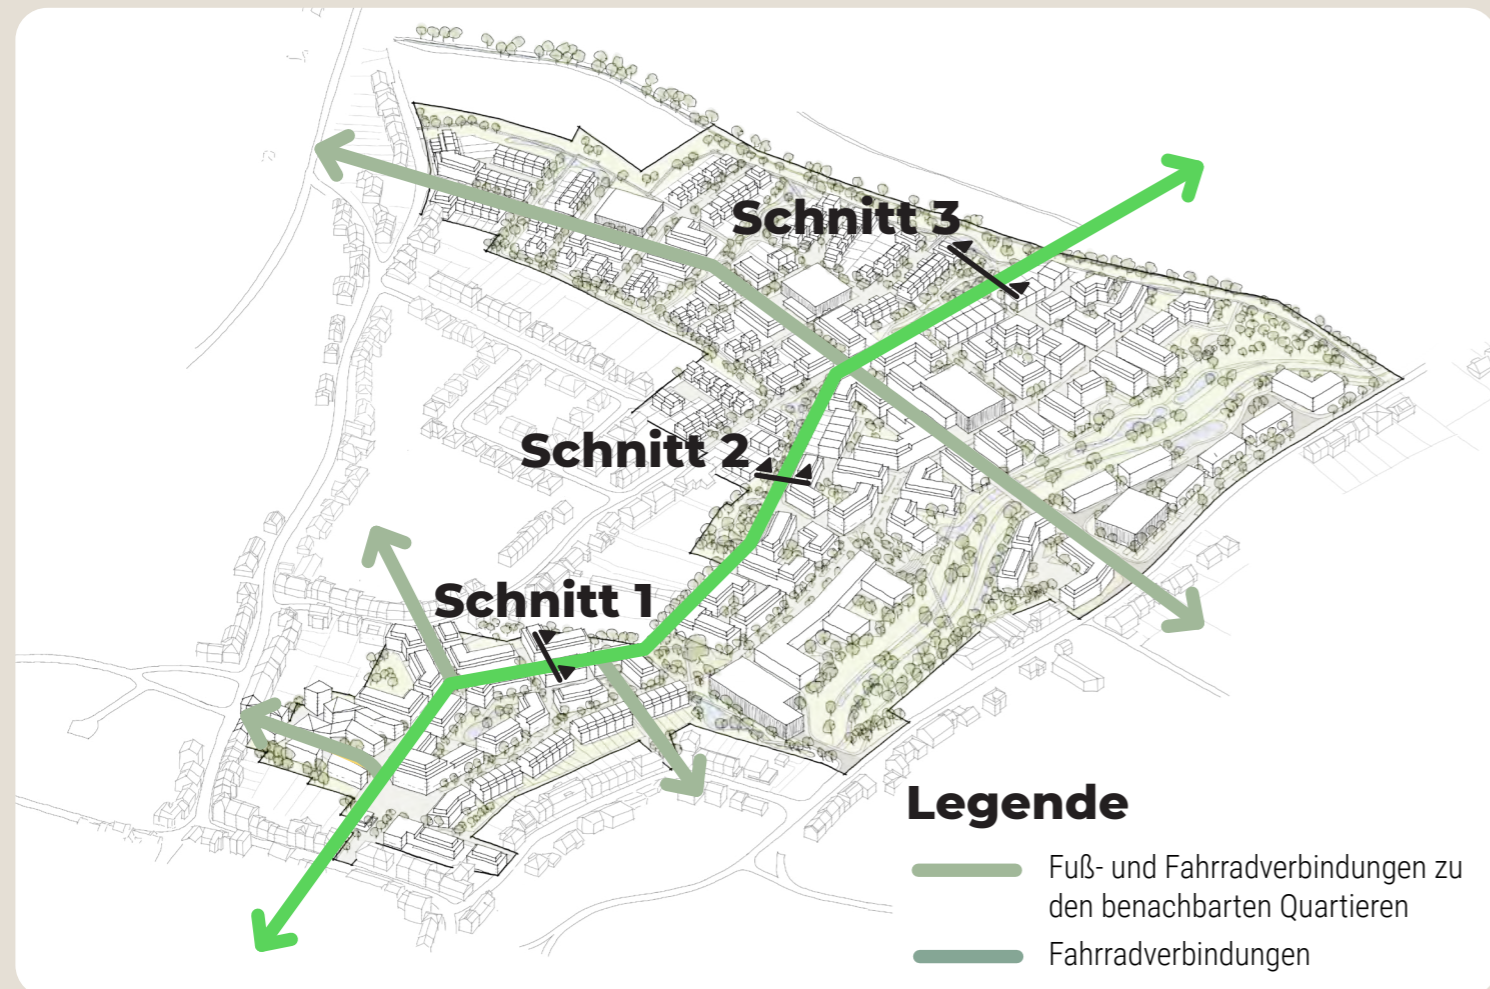 Schnitt 3
Schnitt 2
Schnitt 1
Legende
Fuß- und Fahrradverbindungen zu
den benachbarten Quartieren
Fahrradverbindungen